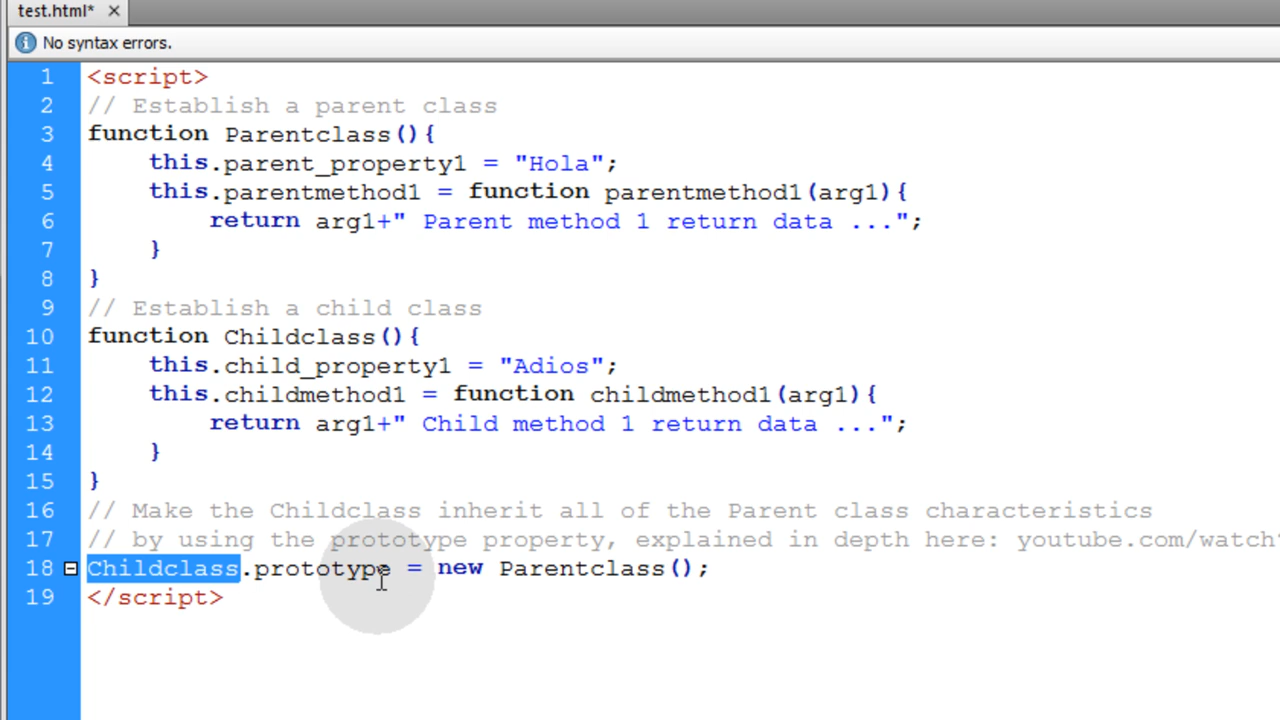 test.html* ×
No syntax errors.
1 <script>
2 // Establish a parent class
3 function Parentclass(){
4 this.parent_property1 = "Hola";
5 this.parentmethod1 = function parentmethod1(arg1){
6 return arg1+" Parent method 1 return data ...";
7 }
8 }
9 // Establish a child class
10 function Childclass(){
11 this.child_property1 = "Adios";
12 this.childmethod1 = function childmethod1(arg1){
13 return arg1+" Child method 1 return data ...";
14 }
15 }
16 // Make the Childclass inherit all of the Parent class characteristics
17 // by using the prototype property, explained in depth here: youtube.com/watch?
18 Childclass.prototype = new Parentclass();
19 </script>